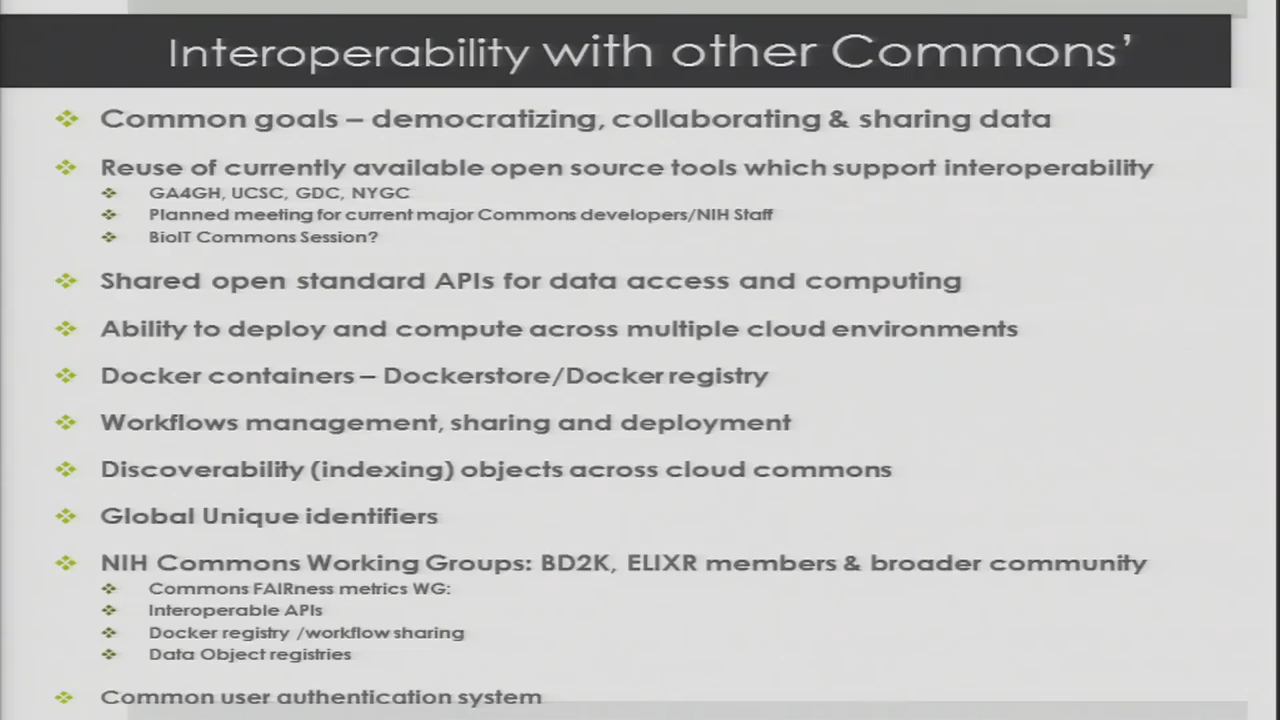 Interoperability with other Commons’
Common goals – democratizing, collaborating & sharing data
Reuse of currently available open source tools which support interoperability
GA4GH, UCSC, GDC, NYGC
Planned meeting for current major Commons developers/NIH Staff
BioIT Commons Session?
Shared open standard APIs for data access and computing
Ability to deploy and compute across multiple cloud environments
Docker containers – Dockerstore/Docker registry
Workflows management, sharing and deployment
Discoverability (indexing) objects across cloud commons
Global Unique identifiers
NIH Commons Working Groups: BD2K, ELIXR members & broader community
Commons FAIRness metrics WG:
Interoperable APIs
Docker registry /workflow sharing
Data Object registries
Common user authentication system